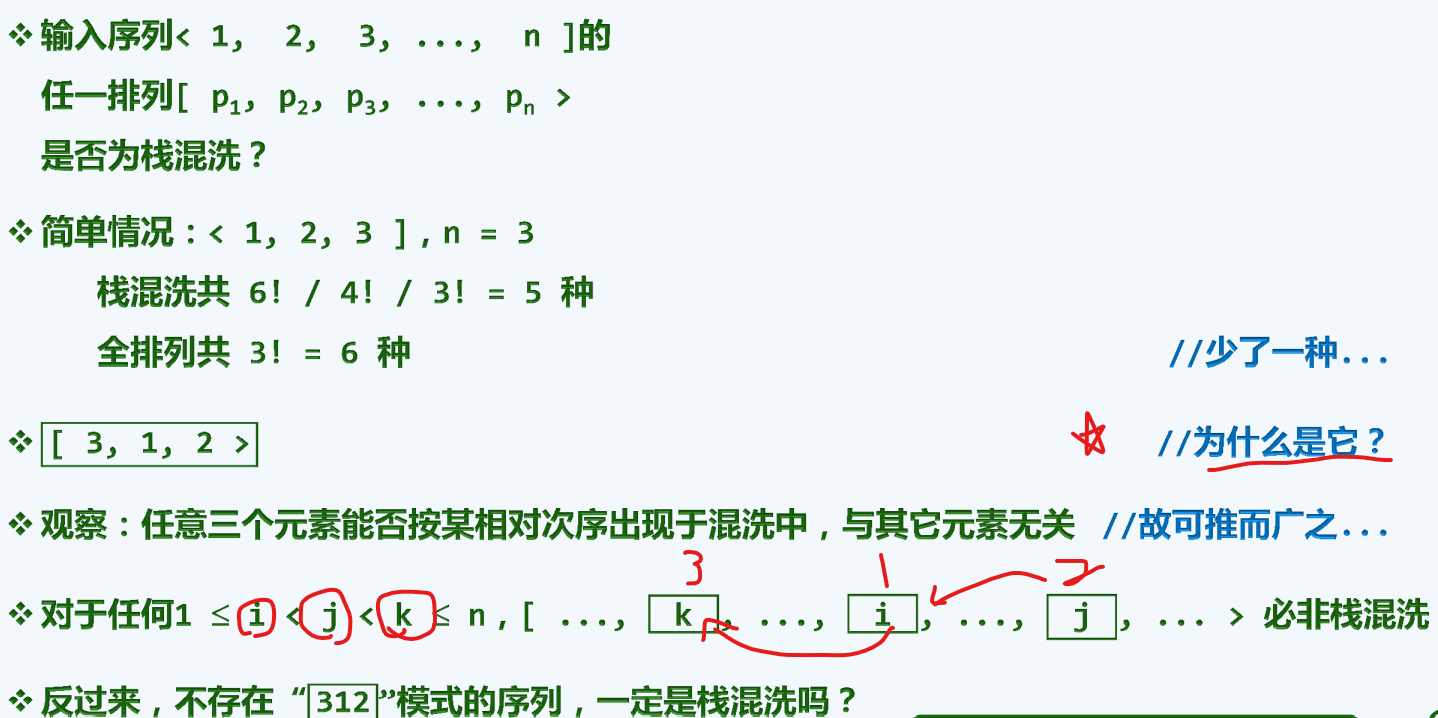 ❖ 输入序列< 1, 2, 3, ..., n ]的
任一排列[ p₁, p₂, p₃, ..., pₙ >
是否为栈混洗？
❖ 简单情况：< 1, 2, 3 ], n = 3
栈混洗共 6! / 4! / 3! = 5 种
全排列共 3! = 6 种 //少了一种...
❖ [ 3, 1, 2 > //为什么是它？
❖ 观察：任意三个元素能否按某相对次序出现于混洗中，与其它元素无关 //故可推而广之...
3 1 2
❖ 对于任何1 ≤ i < j < k ≤ n, [ ..., k, ..., i, ..., j, ... > 必非栈混洗
❖ 反过来，不存在“312”模式的序列，一定是栈混洗吗？